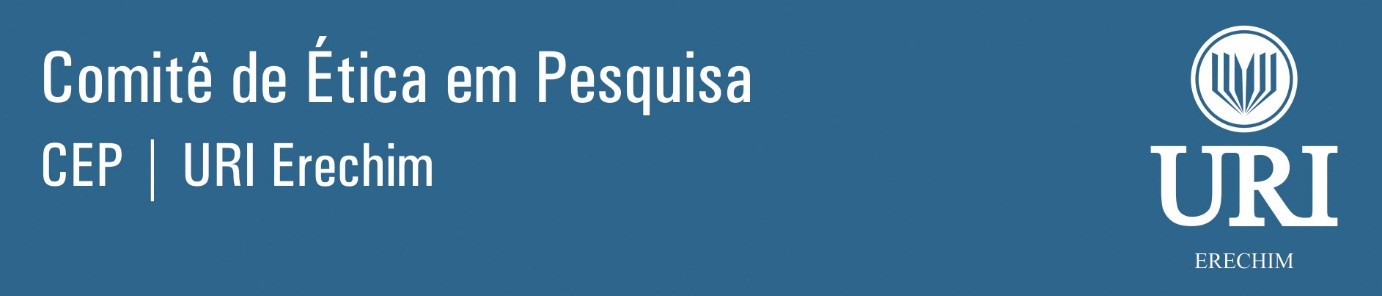 Comitê de Ética em Pesquisa
CEP | URI Erechim
URI
ERECHIM